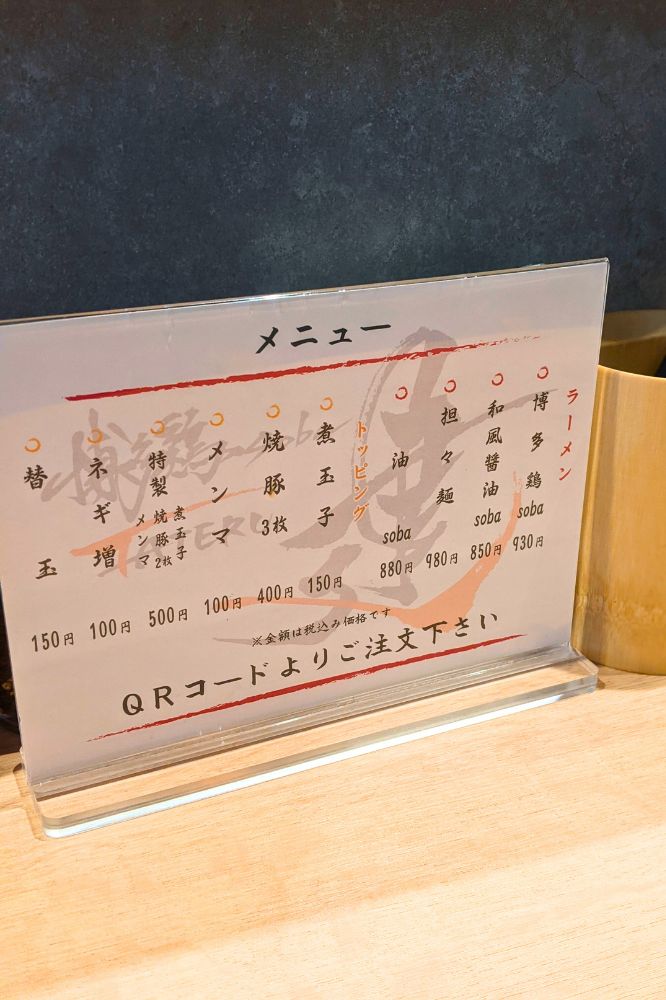 メニュー
ラーメン
博多鶏soba 930円
和風醤油soba 850円
担々麺 980円
油soba 880円
トッピング
煮玉子 150円
焼豚3枚 400円
メンマ 100円
特製 煮玉子 焼豚2枚 メンマ 500円
ネギ増 100円
替玉 150円
※金額は税込み価格です
QRコードよりご注文下さい